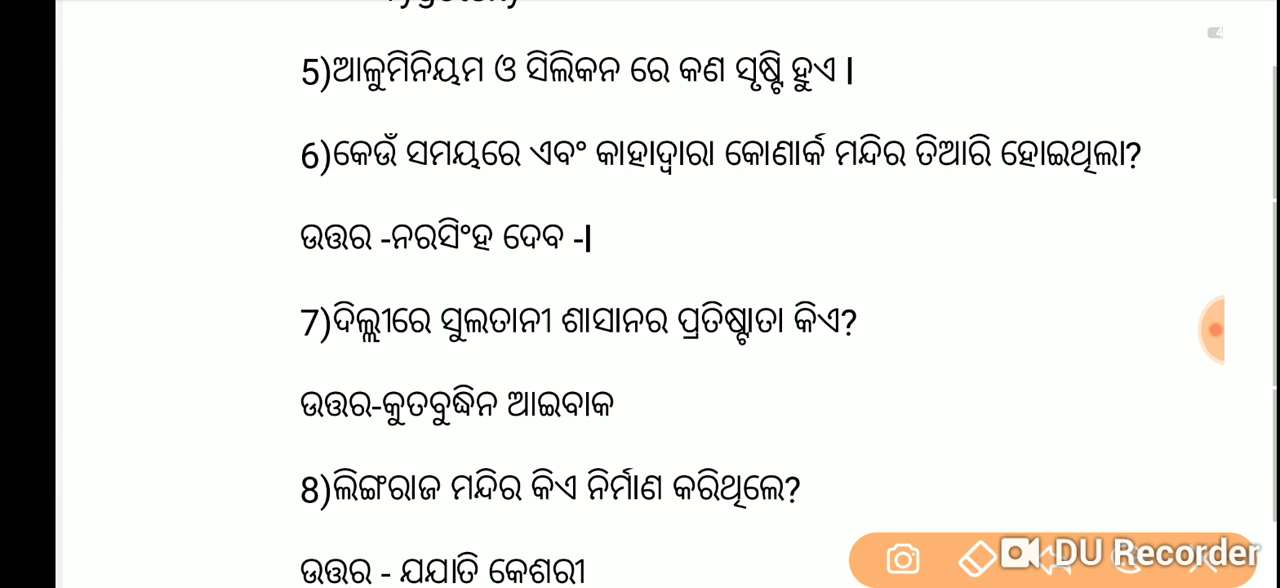 5)ଆଳୁମିନିୟମ ଓ ସିଲିକନ ରେ କଣ ସୃଷ୍ଟି ହୁଏ |
6)କେଉଁ ସମୟରେ ଏବଂ କାହାଦ୍ୱାରା କୋଣାର୍କ ମନ୍ଦିର ତିଆରି ହୋଇଥିଲା?
ଉତ୍ତର -ନରସିଂହ ଦେବ -|
7)ଦିଲ୍ଲୀରେ ସୁଲତାନୀ ଶାସାନର ପ୍ରତିଷ୍ଟାତା କିଏ?
ଉତ୍ତର-କୁତବୁଦ୍ଧିନ ଆଇବାକ
8)ଲିଙ୍ଗରାଜ ମନ୍ଦିର କିଏ ନିର୍ମାଣ କରିଥିଲେ?
ଉତ୍ତର - ଯଯାତି କେଶରୀ
DU Recorder